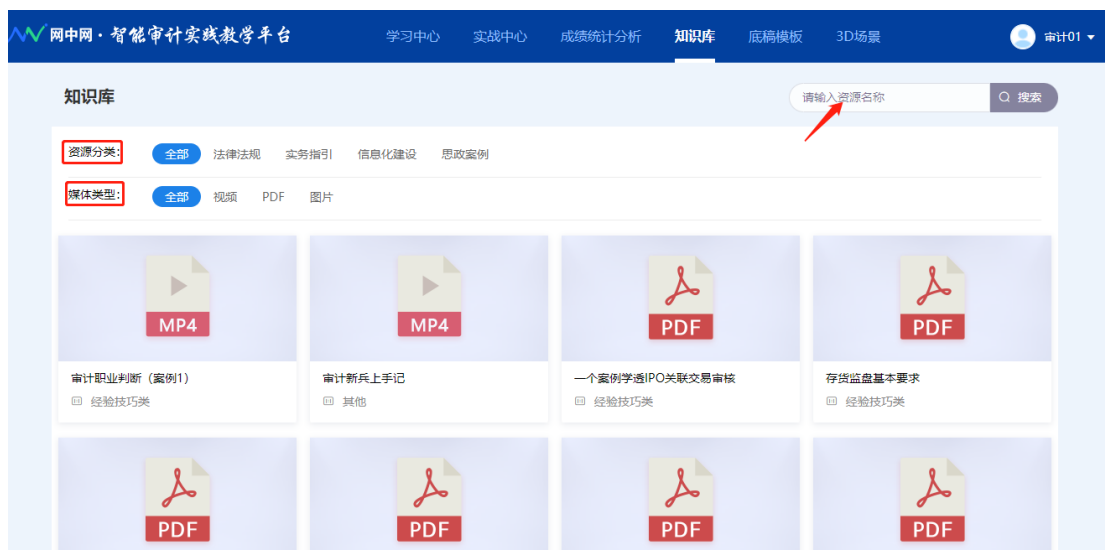 网中网·智能审计实践教学平台 学习中心 实战中心 成绩统计分析 知识库 底稿模板 3D场景 审计01
知识库 请输入资源名称 搜索
资源分类: 全部 法律法规 实务指引 信息化建设 思政案例
媒体类型: 全部 视频 PDF 图片
MP4 MP4 PDF PDF
审计职业判断（案例1） 审计新兵上手记 一个案例学透IPO关联交易审核 存货监盘基本要求
经验技巧类 其他 经验技巧类 经验技巧类
PDF PDF PDF PDF